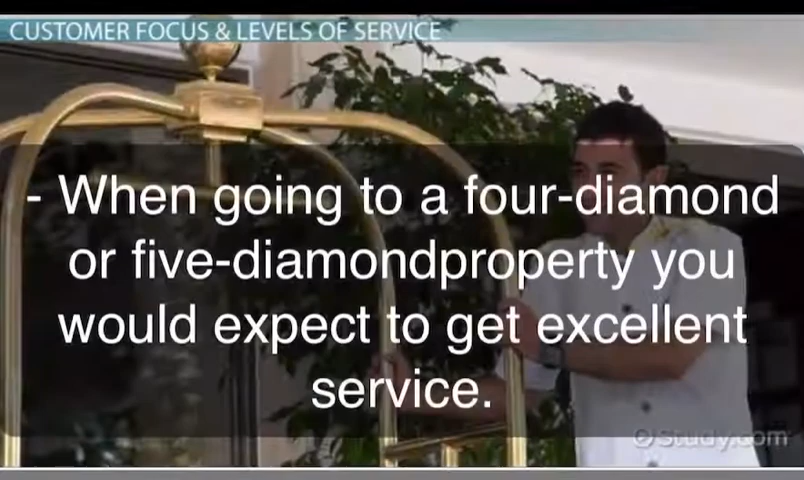 CUSTOMER FOCUS & LEVELS OF SERVICE
- When going to a four-diamond
or five-diamondproperty you
would expect to get excellent
service.
© Study.com